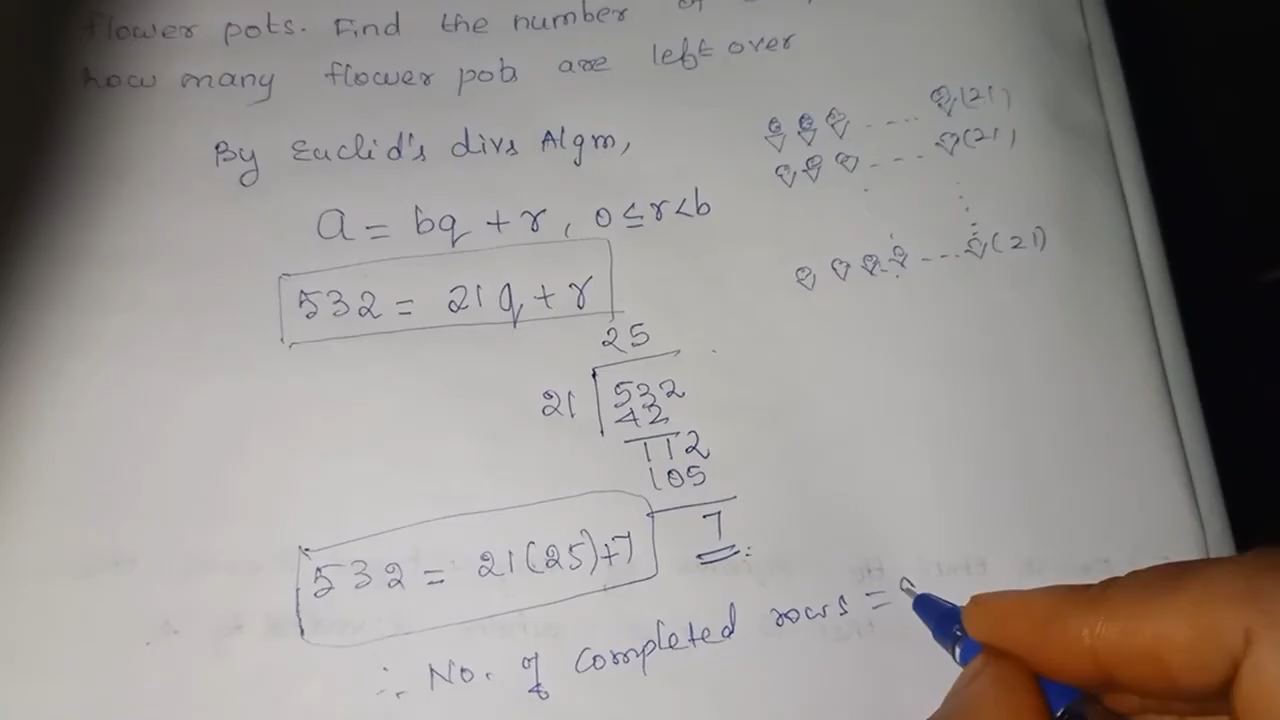 flower pots. Find the number of
how many flower pots are left over
By Euclid's divs Algm,
a = bq + r, 0 ≤ r < b
532 = 21q + r
25
21 532
42
112
105
7
532 = 21(25)+7
∴ No. of completed rows =
.... (21)
.... (21)
.... (21)